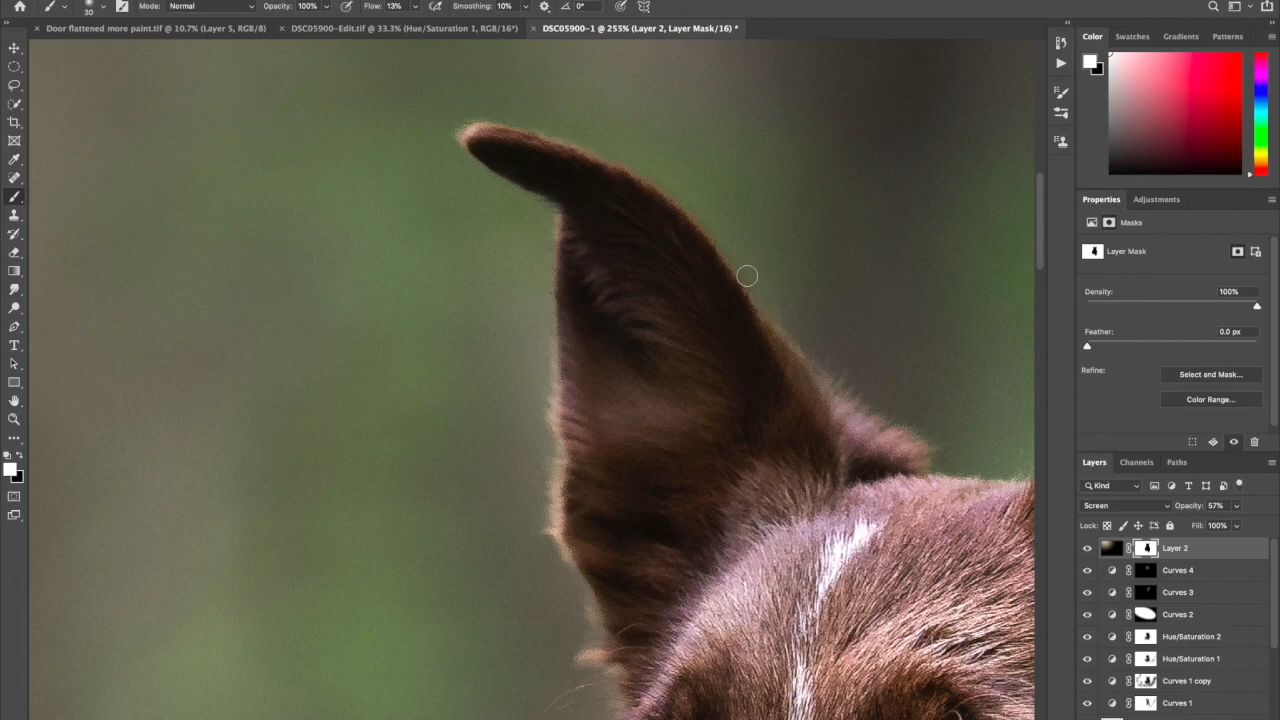 Mode: Normal Opacity: 100% Flow: 13% Smoothing: 10% 0°
30
Door flattened more paint.tif @ 10.7% (Layer 5, RGB/8)
DSC05900-Edit.tif @ 33.3% (Hue/Saturation 1, RGB/16*)
DSC05900-1 @ 255% (Layer 2, Layer Mask/16) *
Color Swatches Gradients Patterns
Properties Adjustments
Masks
Layer Mask
Density: 100%
Feather: 0.0 px
Refine: Select and Mask...
Color Range...
Layers Channels Paths
Kind
Screen Opacity: 57%
Lock: Fill: 100%
Layer 2
Curves 4
Curves 3
Curves 2
Hue/Saturation 2
Hue/Saturation 1
Curves 1 copy
Curves 1